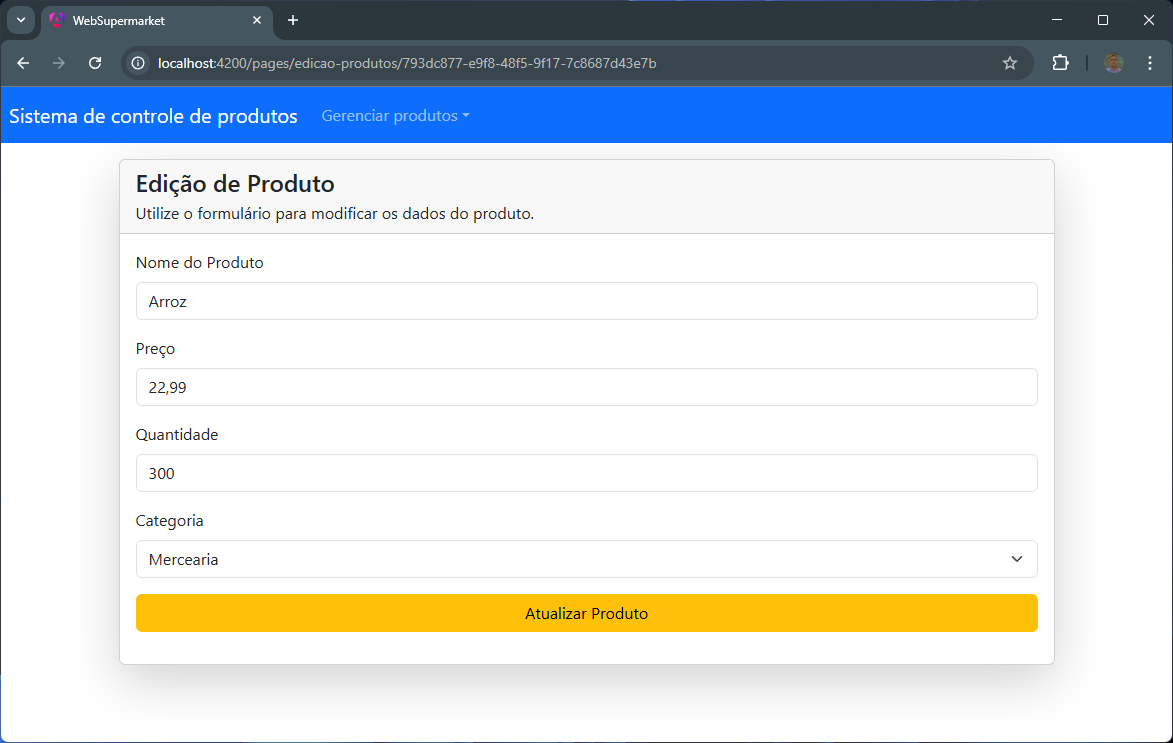 WebSupermarket
localhost:4200/pages/edicao-produtos/793dc877-e9f8-48f5-9f17-7c8687d43e7b
Sistema de controle de produtos Gerenciar produtos
Edição de Produto
Utilize o formulário para modificar os dados do produto.
Nome do Produto
Arroz
Preço
22,99
Quantidade
300
Categoria
Mercearia
Atualizar Produto